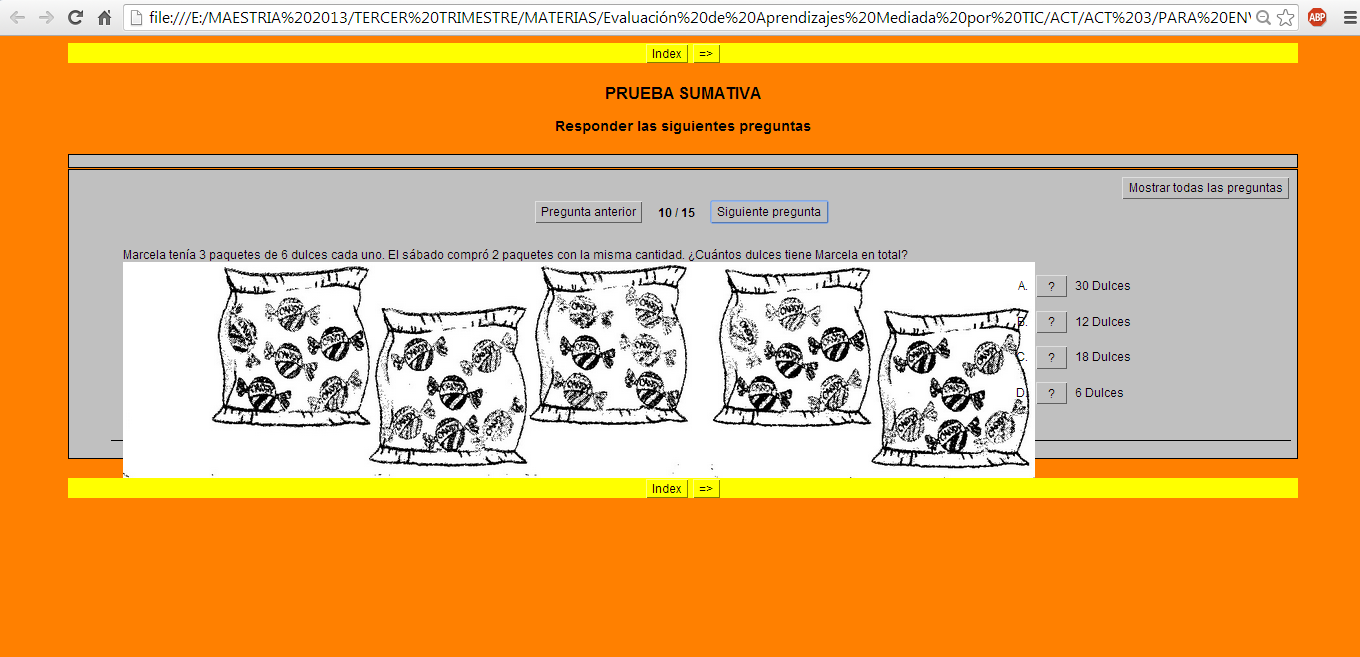 file:///E:/MAESTRIA%202013/TERCER%20TRIMESTRE/MATERIAS/Evaluación%20de%20Aprendizajes%20Mediada%20por%20TIC/ACT/ACT%203/PARA%20EN
ABP
Index =>
PRUEBA SUMATIVA
Responder las siguientes preguntas
Mostrar todas las preguntas
Pregunta anterior 10 / 15 Siguiente pregunta
Marcela tenía 3 paquetes de 6 dulces cada uno. El sábado compró 2 paquetes con la misma cantidad. ¿Cuántos dulces tiene Marcela en total?
A. ? 30 Dulces
B. ? 12 Dulces
C. ? 18 Dulces
D. ? 6 Dulces
Index =>